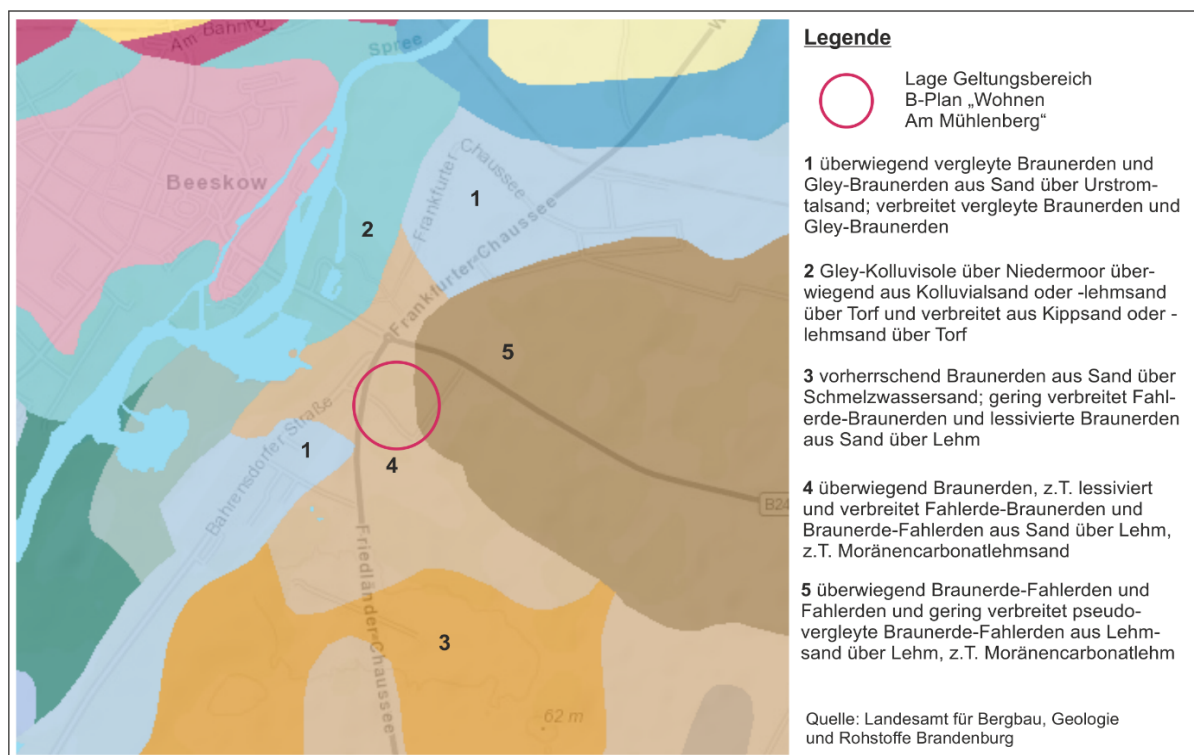 Am Bahnho
Spree
W
Beeskow
Frankfurter Chaussee
1
2
Frankfurter-Chaussee
5
Bahrensdorfer Straße
1
4
B24
Friedländer-Chaussee
3
62 m
Legende
Lage Geltungsbereich
B-Plan „Wohnen
Am Mühlenberg“
1 überwiegend vergleyte Braunerden und
Gley-Braunerden aus Sand über Urstrom-
talsand; verbreitet vergleyte Braunerden und
Gley-Braunerden
2 Gley-Kolluvisole über Niedermoor über-
wiegend aus Kolluvialsand oder -lehmsand
über Torf und verbreitet aus Kippsand oder -
lehmsand über Torf
3 vorherrschend Braunerden aus Sand über
Schmelzwassersand; gering verbreitet Fahl-
erde-Braunerden und lessivierte Braunerden
aus Sand über Lehm
4 überwiegend Braunerden, z.T. lessiviert
und verbreitet Fahlerde-Braunerden und
Braunerde-Fahlerden aus Sand über Lehm,
z.T. Moränencarbonatlehmsand
5 überwiegend Braunerde-Fahlerden und
Fahlerden und gering verbreitet pseudo-
vergleyte Braunerde-Fahlerden aus Lehm-
sand über Lehm, z.T. Moränencarbonatlehm
Quelle: Landesamt für Bergbau, Geologie
und Rohstoffe Brandenburg